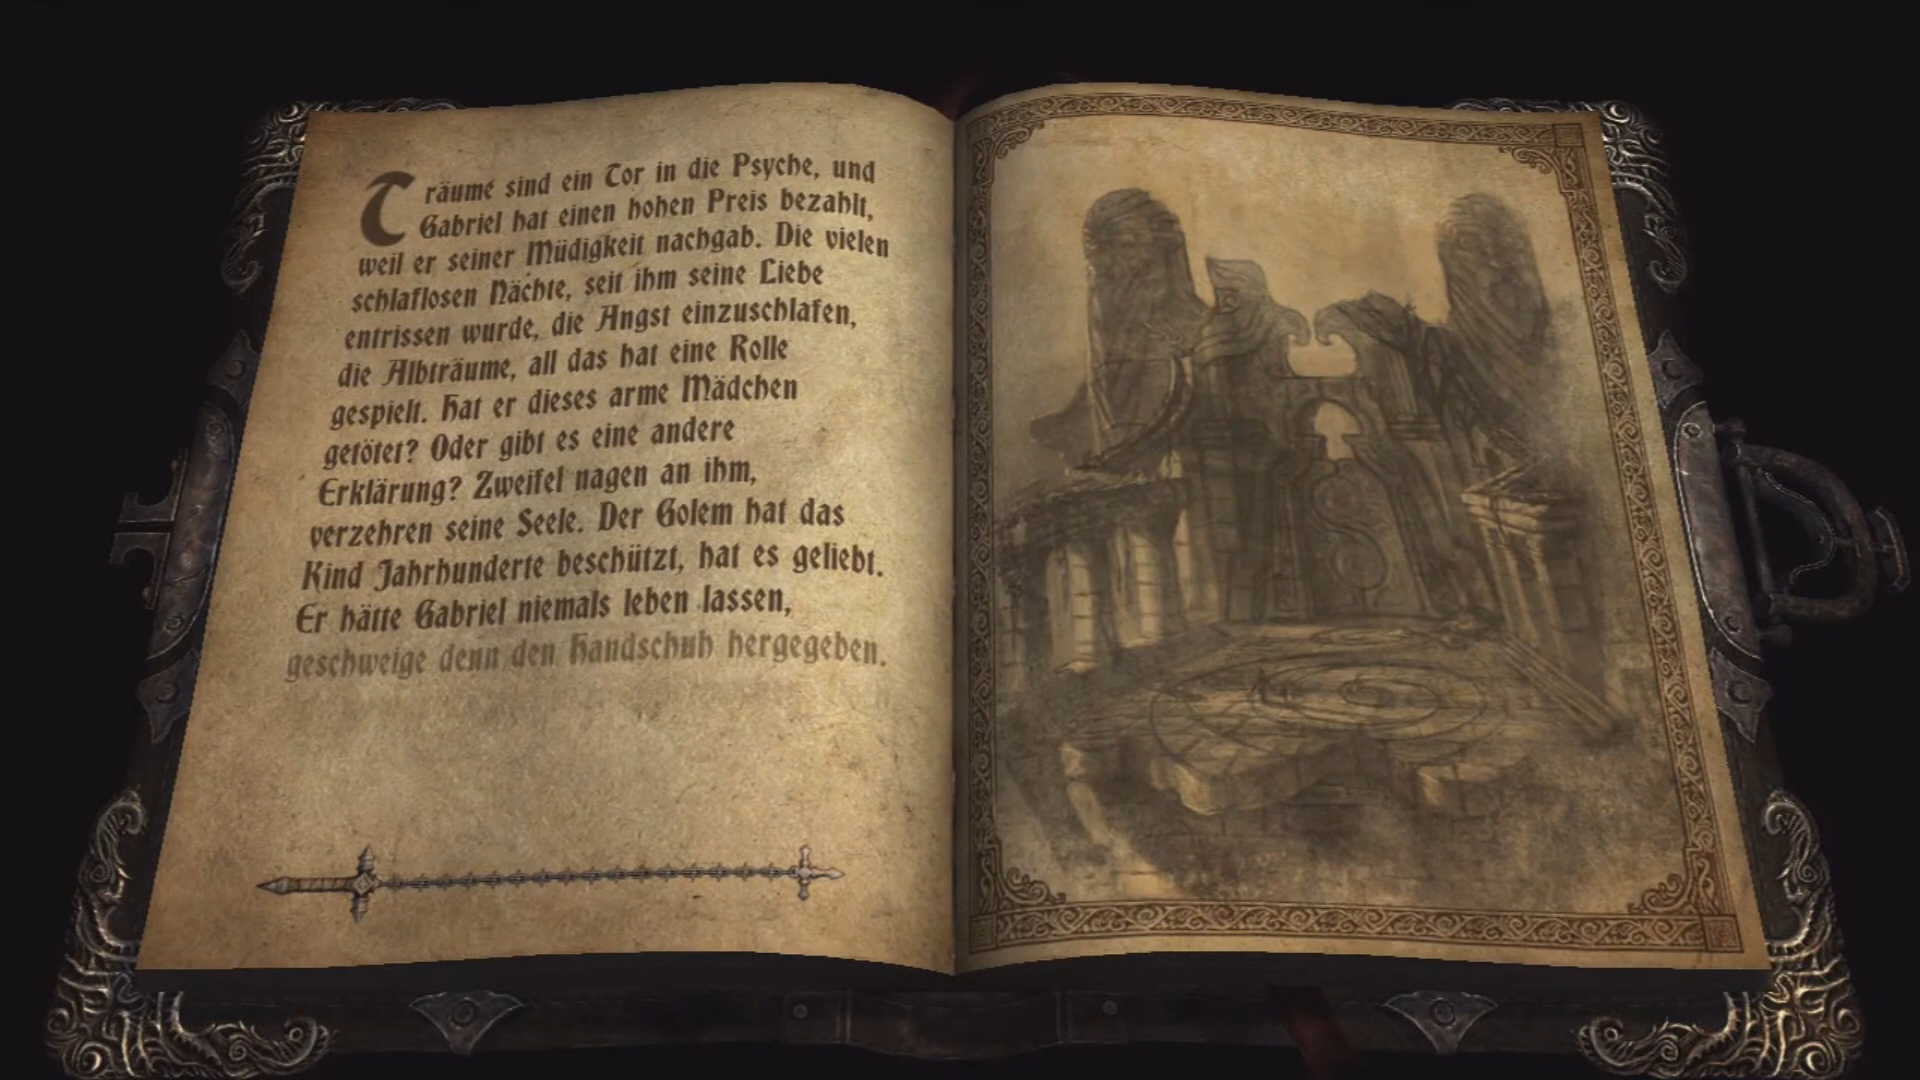 Träume sind ein Tor in die Psyche, und
Gabriel hat einen hohen Preis bezahlt,
weil er seiner Müdigkeit nachgab. Die vielen
schlaflosen Nächte, seit ihm seine Liebe
entrissen wurde, die Angst einzuschlafen,
die Albträume, all das hat eine Rolle
gespielt. Hat er dieses arme Mädchen
getötet? Oder gibt es eine andere
Erklärung? Zweifel nagen an ihm,
verzehren seine Seele. Der Golem hat das
Kind Jahrhunderte beschützt, hat es geliebt.
Er hätte Gabriel niemals leben lassen,
geschweige denn den Handschuh hergegeben.